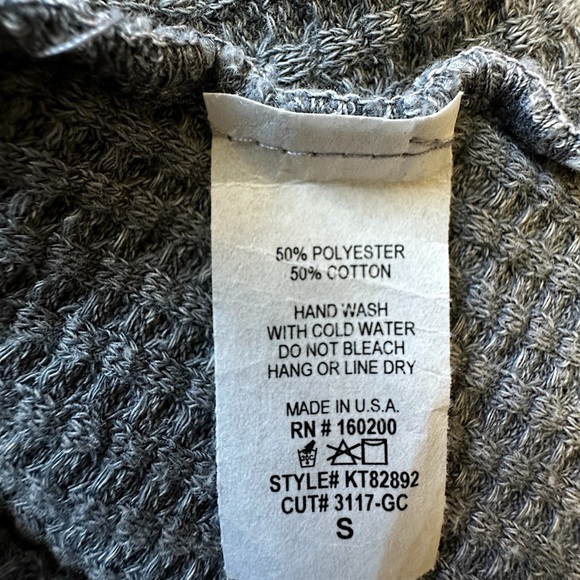 50% POLYESTER
50% COTTON
HAND WASH
WITH COLD WATER
DO NOT BLEACH
HANG OR LINE DRY
MADE IN U.S.A.
RN # 160200
STYLE# KT82892
CUT# 3117-GC
S